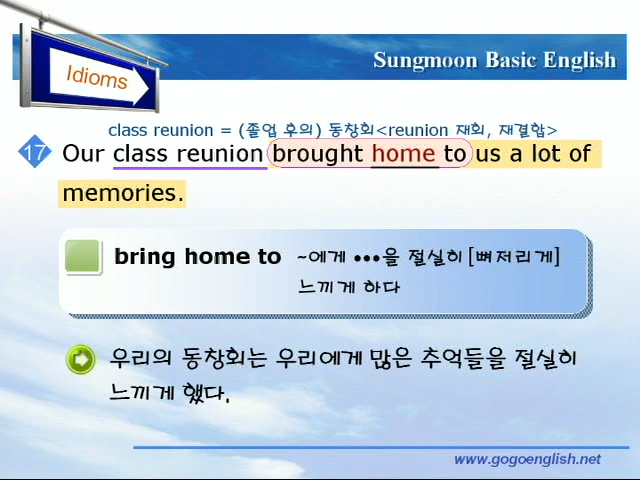 Idioms
Sungmoon Basic English
class reunion = (졸업 후의) 동창회<reunion 재회, 재결합>
17 Our class reunion brought home to us a lot of
memories.
bring home to ~에게 •••을 절실히[뼈저리게]
느끼게 하다
우리의 동창회는 우리에게 많은 추억들을 절실히
느끼게 했다.
www.gogoenglish.net